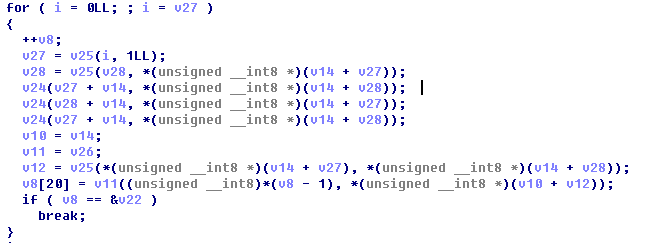 for ( i = 0LL; ; i = v27 )
{
++v8;
v27 = v25(i, 1LL);
v28 = v25(v28, *(unsigned __int8 *)(v14 + v27));
v24(v27 + v14, *(unsigned __int8 *)(v14 + v28));
v24(v28 + v14, *(unsigned __int8 *)(v14 + v27));
v24(v27 + v14, *(unsigned __int8 *)(v14 + v28));
v10 = v14;
v11 = v26;
v12 = v25(*(unsigned __int8 *)(v14 + v27), *(unsigned __int8 *)(v14 + v28));
v8[20] = v11((unsigned __int8)*(v8 - 1), *(unsigned __int8 *)(v10 + v12));
if ( v8 == &v22 )
break;
}